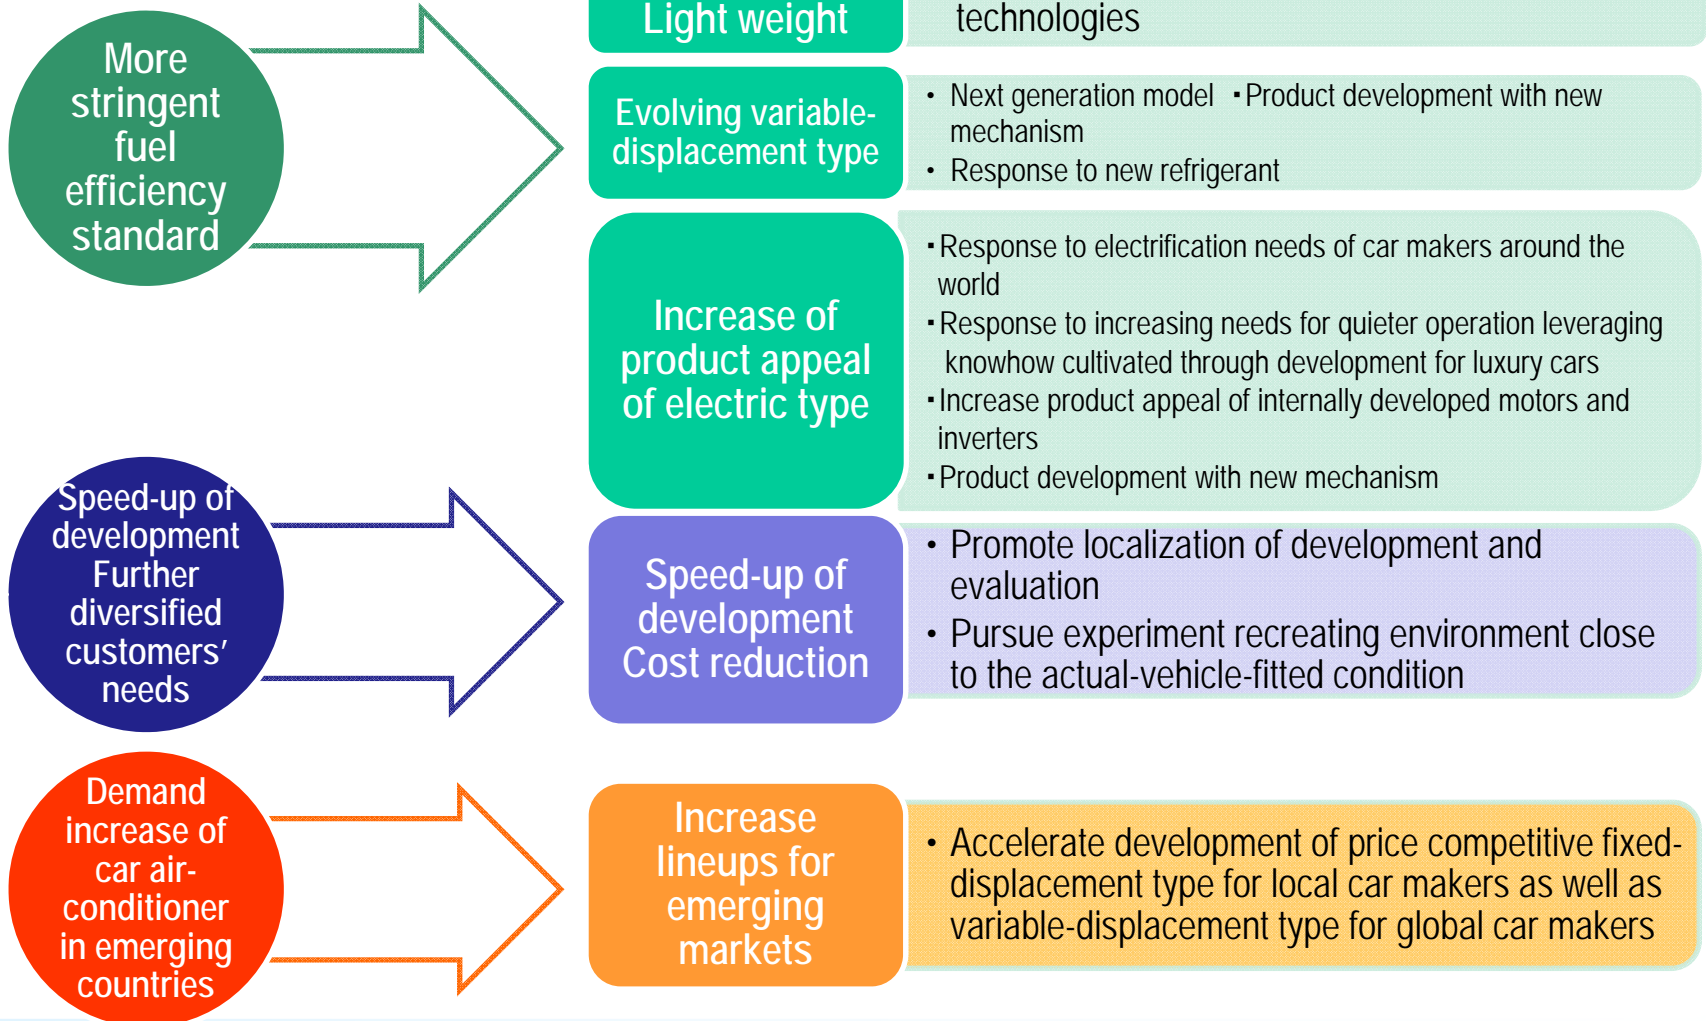 More
stringent
fuel
efficiency
standard
Light weight
technologies
Evolving variable-
displacement type
• Next generation model ▪Product development with new
mechanism
• Response to new refrigerant
Increase of
product appeal
of electric type
▪Response to electrification needs of car makers around the
world
▪Response to increasing needs for quieter operation leveraging
knowhow cultivated through development for luxury cars
▪Increase product appeal of internally developed motors and
inverters
▪Product development with new mechanism
Speed-up of
development
Further
diversified
customers’
needs
Speed-up of
development
Cost reduction
• Promote localization of development and
evaluation
• Pursue experiment recreating environment close
to the actual-vehicle-fitted condition
Demand
increase of
car air-
conditioner
in emerging
countries
Increase
lineups for
emerging
markets
• Accelerate development of price competitive fixed-
displacement type for local car makers as well as
variable-displacement type for global car makers